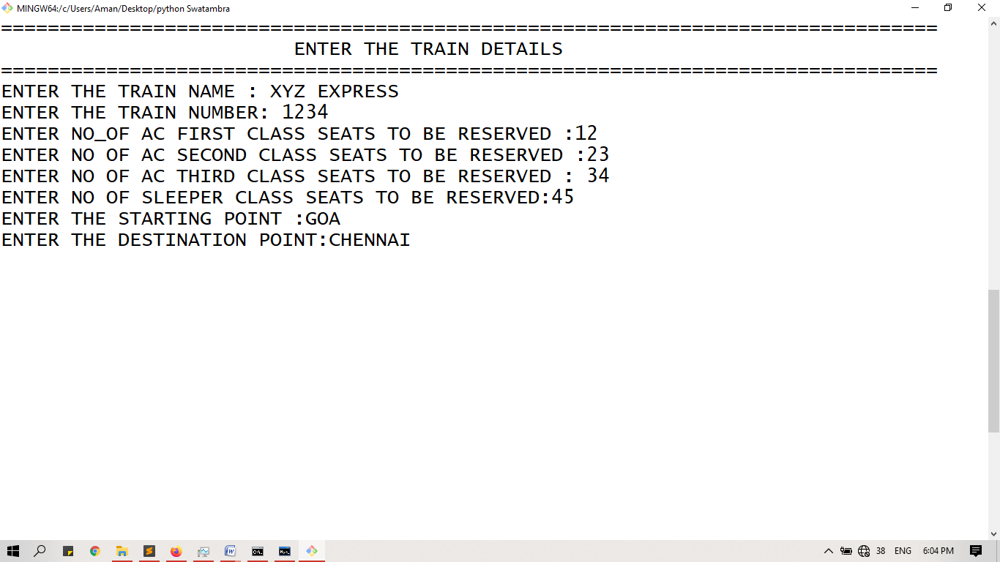 MINGW64:/c/Users/Aman/Desktop/python Swatambra
================================================================================
ENTER THE TRAIN DETAILS
================================================================================
ENTER THE TRAIN NAME : XYZ EXPRESS
ENTER THE TRAIN NUMBER: 1234
ENTER NO_OF AC FIRST CLASS SEATS TO BE RESERVED :12
ENTER NO OF AC SECOND CLASS SEATS TO BE RESERVED :23
ENTER NO OF AC THIRD CLASS SEATS TO BE RESERVED : 34
ENTER NO OF SLEEPER CLASS SEATS TO BE RESERVED:45
ENTER THE STARTING POINT :GOA
ENTER THE DESTINATION POINT:CHENNAI
38 ENG 6:04 PM